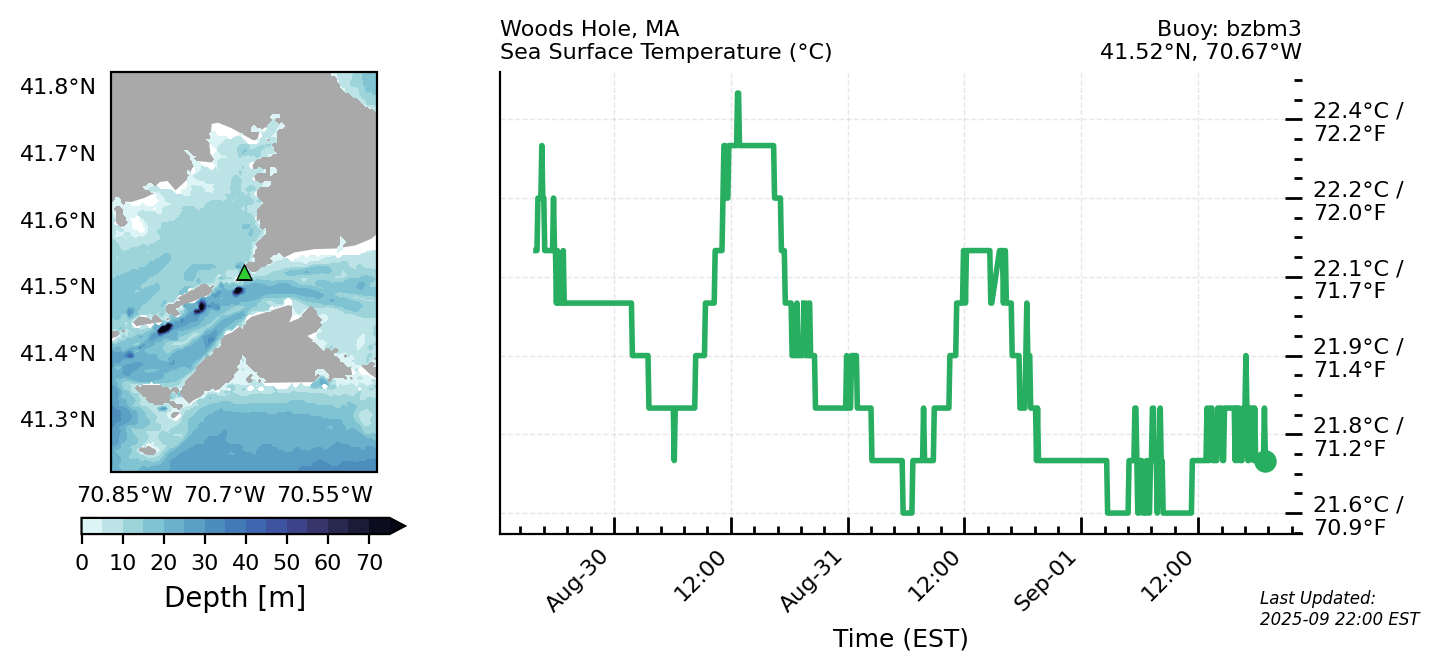 Woods Hole, MA
Sea Surface Temperature (°C)
Buoy: bzbm3
41.52°N, 70.67°W
41.8°N
41.7°N
41.6°N
41.5°N
41.4°N
41.3°N
70.85°W 70.7°W 70.55°W
0 10 20 30 40 50 60 70
Depth [m]
22.4°C /
72.2°F
22.2°C /
72.0°F
22.1°C /
71.7°F
21.9°C /
71.4°F
21.8°C /
71.2°F
21.6°C /
70.9°F
Aug-30
12:00
Aug-31
12:00
Sep-01
12:00
Time (EST)
Last Updated:
2025-09 22:00 EST